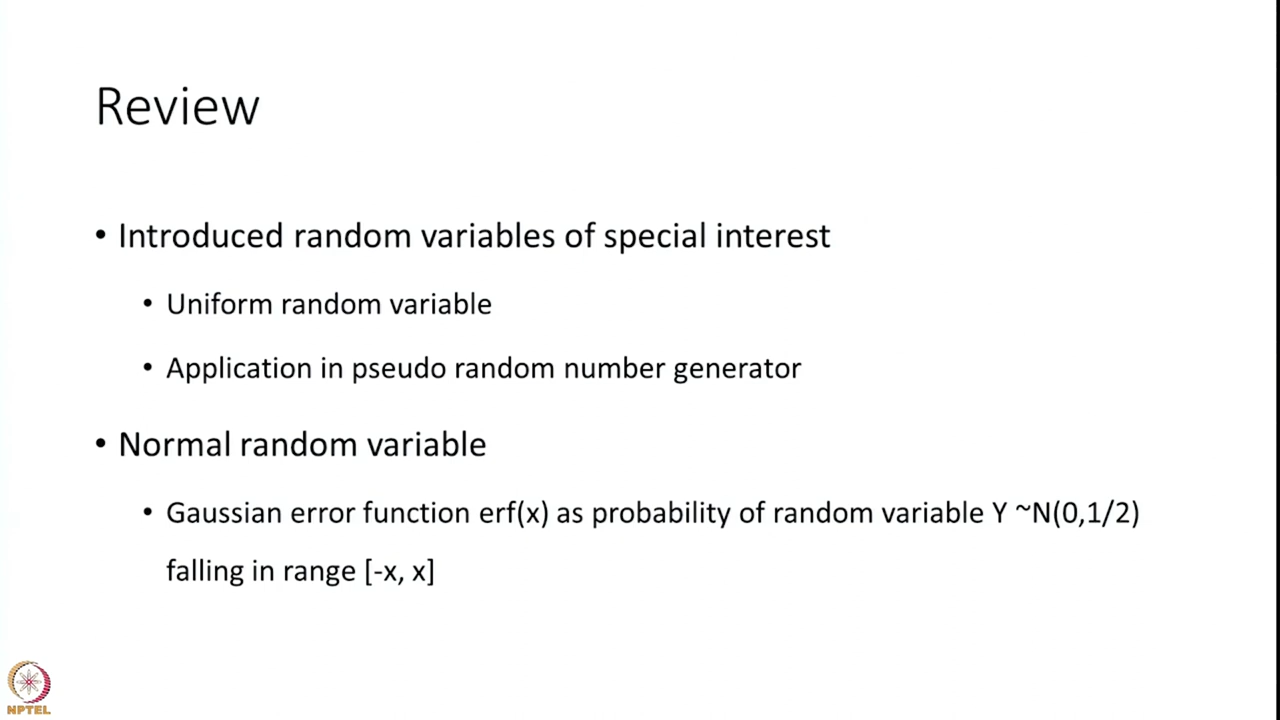 Review
• Introduced random variables of special interest
• Uniform random variable
• Application in pseudo random number generator
• Normal random variable
• Gaussian error function erf(x) as probability of random variable Y ~N(0,1/2)
falling in range [-x, x]
NPTEL